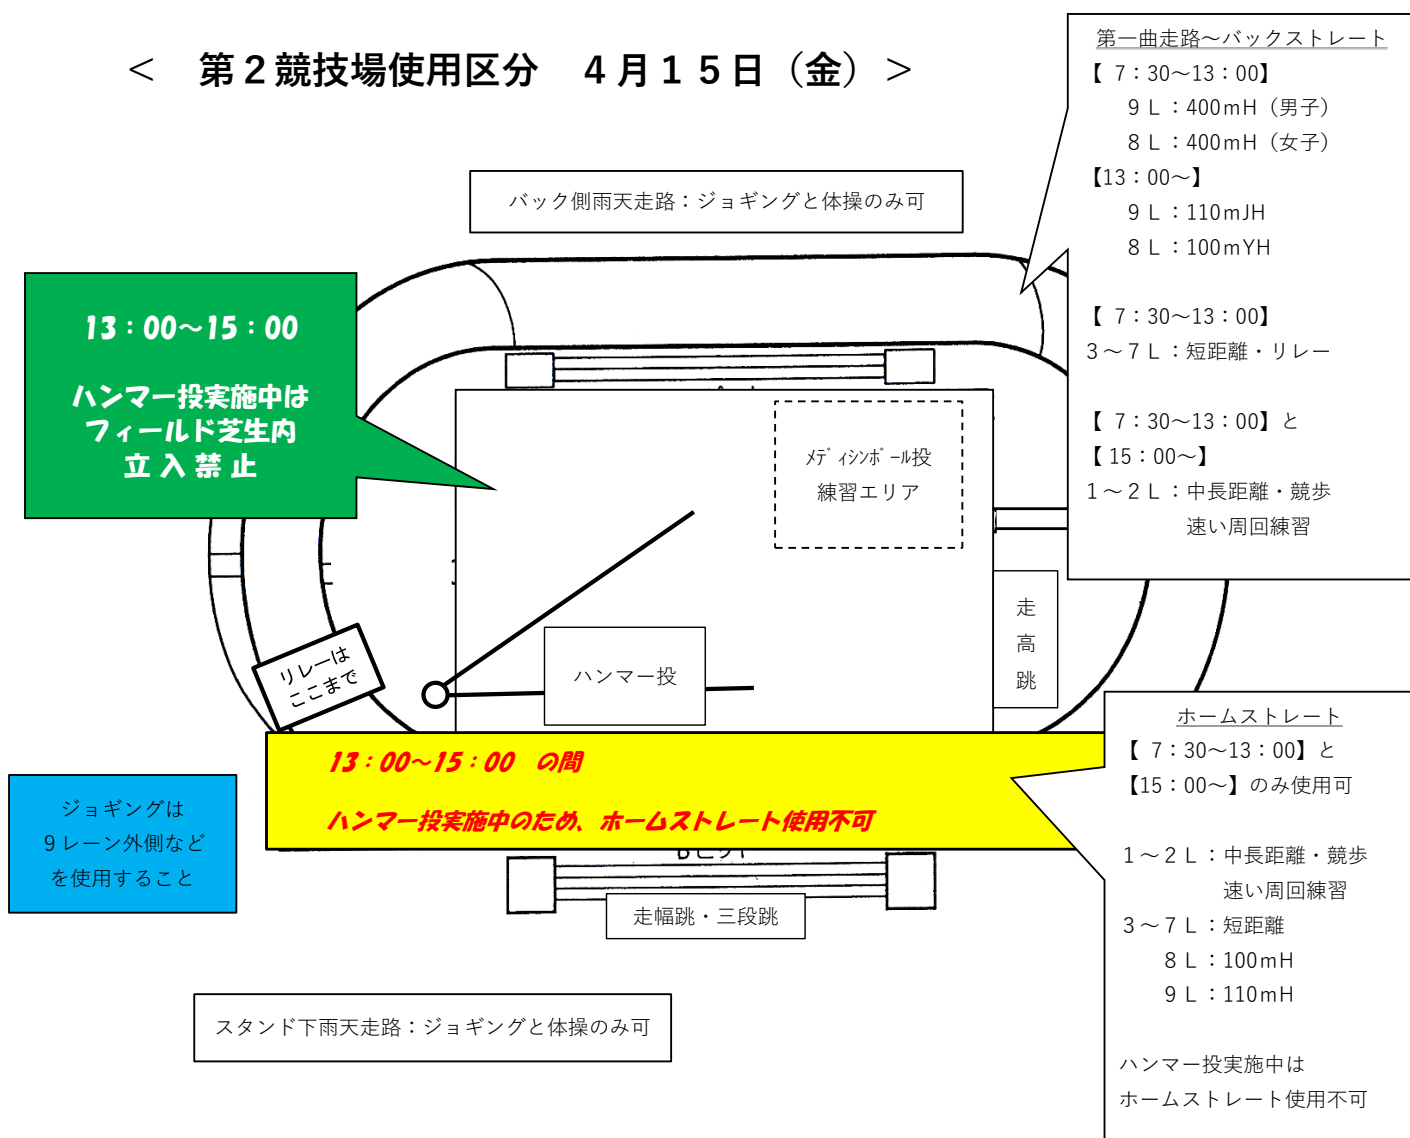 ＜　第２競技場使用区分　４月１５日（金）＞
第一曲走路～バックストレート
【 7：30～13：00】
９Ｌ：400ｍH（男子）
８Ｌ：400ｍH（女子）
【13：00～】
９Ｌ：110ｍJH
８Ｌ：100ｍYH
【 7：30～13：00】
３～７Ｌ：短距離・リレー
【 7：30～13：00】と
【 15：00～】
１～２Ｌ：中長距離・競歩
速い周回練習
バック側雨天走路：ジョギングと体操のみ可
13：00～15：00
ハンマー投実施中は
フィールド芝生内
立 入 禁 止
ﾒﾃﾞｨｼﾝﾎﾞｰﾙ投
練習エリア
走
高
跳
ハンマー投
リレーは
ここまで
13：00～15：00　の間
ハンマー投実施中のため、ホームストレート使用不可
ジョギングは
９レーン外側など
を使用すること
走幅跳・三段跳
スタンド下雨天走路：ジョギングと体操のみ可
ホームストレート
【 7：30～13：00】と
【15：00～】のみ使用可
１～２Ｌ：中長距離・競歩
速い周回練習
３～７Ｌ：短距離
８Ｌ：100ｍH
９Ｌ：110ｍH
ハンマー投実施中は
ホームストレート使用不可